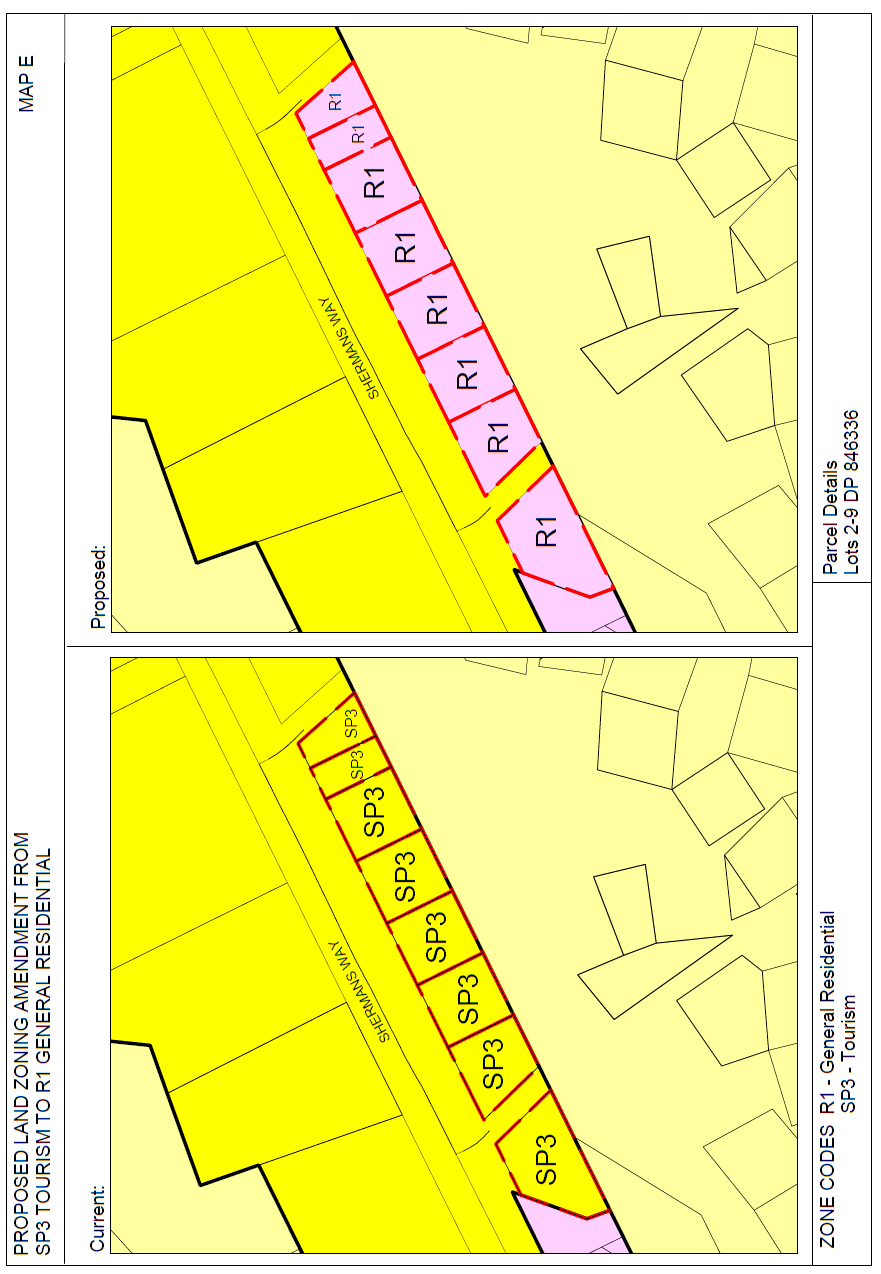 PROPOSED LAND ZONING AMENDMENT FROM
SP3 TOURISM TO R1 GENERAL RESIDENTIAL
MAP E
Current:
SHERMANS WAY
SP3
SP3
SP3
SP3
SP3
SP3
SP3
SP3
Proposed:
SHERMANS WAY
R1
R1
R1
R1
R1
R1
R1
R1
ZONE CODES R1 - General Residential
SP3 - Tourism
Parcel Details
Lots 2-9 DP 846336